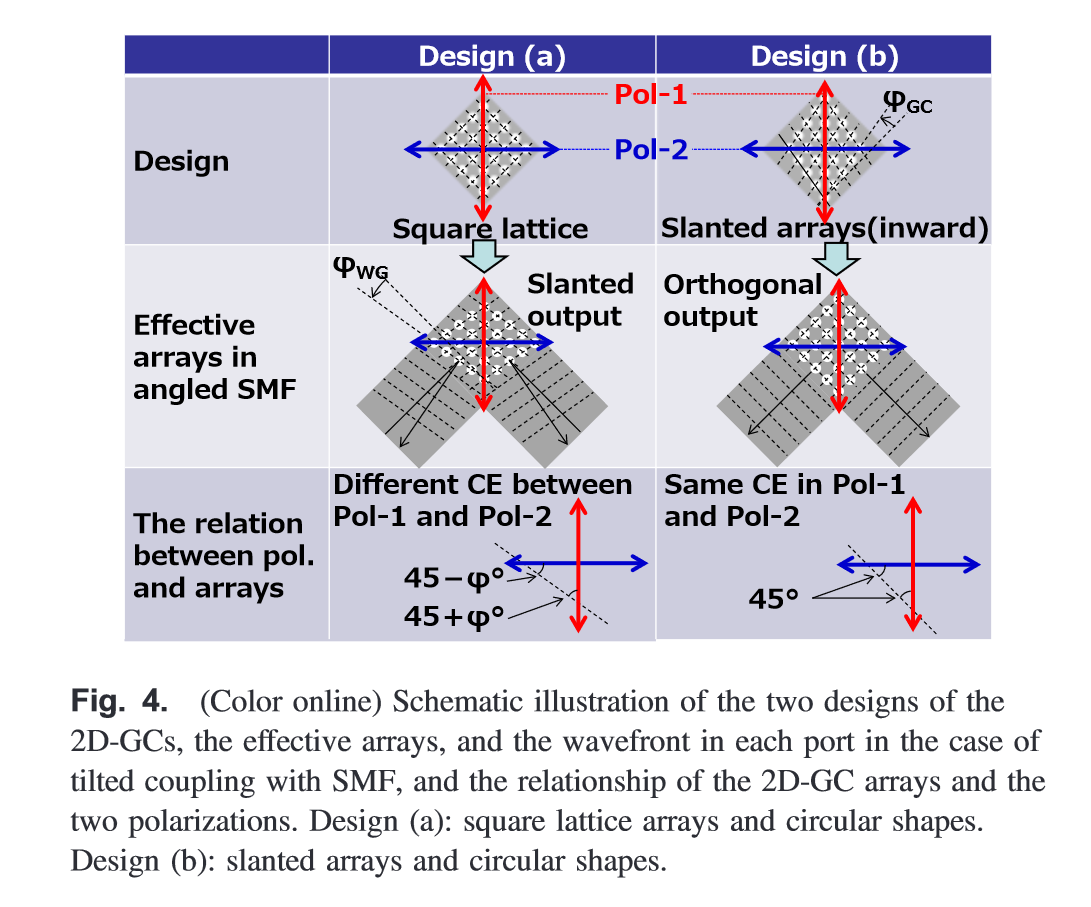 Design (a)
Design (b)
Design
Pol-1
Pol-2
φGC
Square lattice
Slanted arrays(inward)
Effective
arrays in
angled SMF
φWG
Slanted
output
Orthogonal
output
The relation
between pol.
and arrays
Different CE between
Pol-1 and Pol-2
45−φ°
45+φ°
Same CE in Pol-1
and Pol-2
45°
Fig. 4. (Color online) Schematic illustration of the two designs of the
2D-GCs, the effective arrays, and the wavefront in each port in the case of
tilted coupling with SMF, and the relationship of the 2D-GC arrays and the
two polarizations. Design (a): square lattice arrays and circular shapes.
Design (b): slanted arrays and circular shapes.